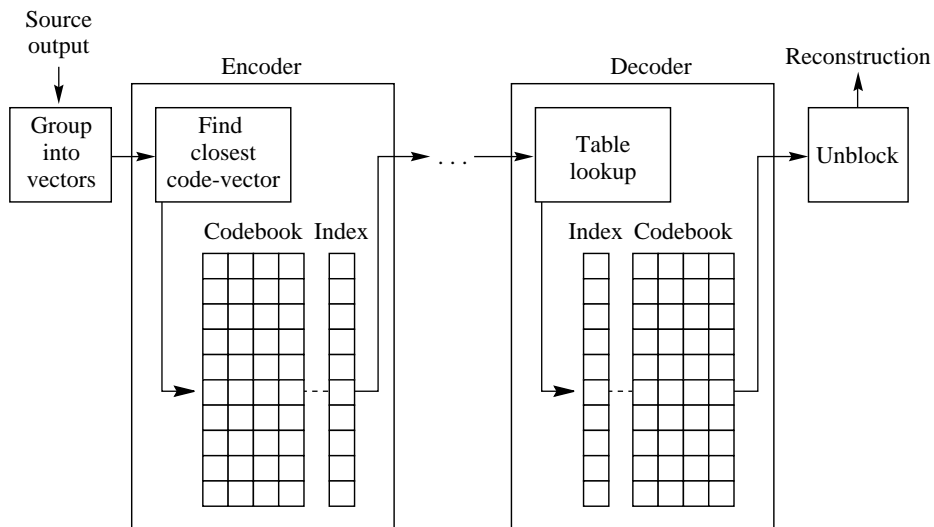 Source
output
Encoder
Decoder
Reconstruction
Group
into
vectors
Find
closest
code-vector
. . .
Table
lookup
Unblock
Codebook
Index
Index
Codebook